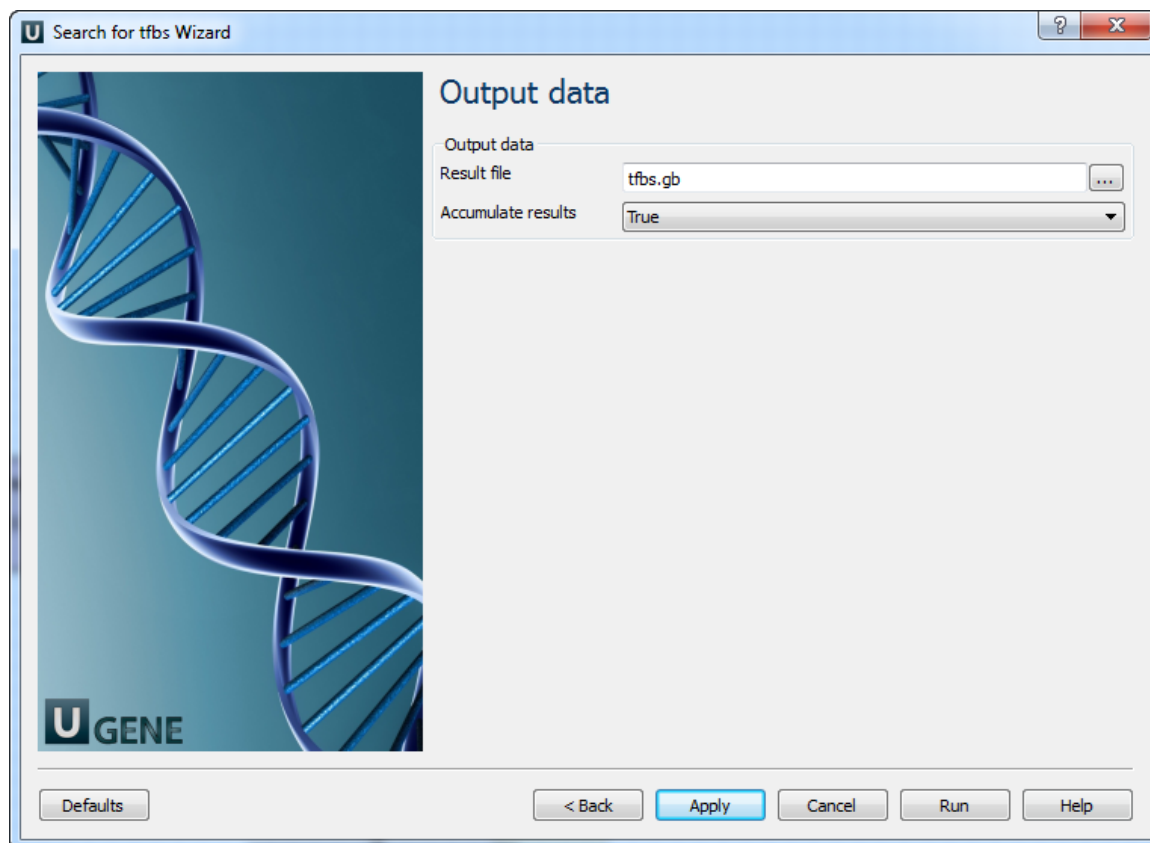 U Search for tfbs Wizard
?
X
Output data
Output data
Result file
tfbs.gb
...
Accumulate results
True
U GENE
Defaults
< Back
Apply
Cancel
Run
Help